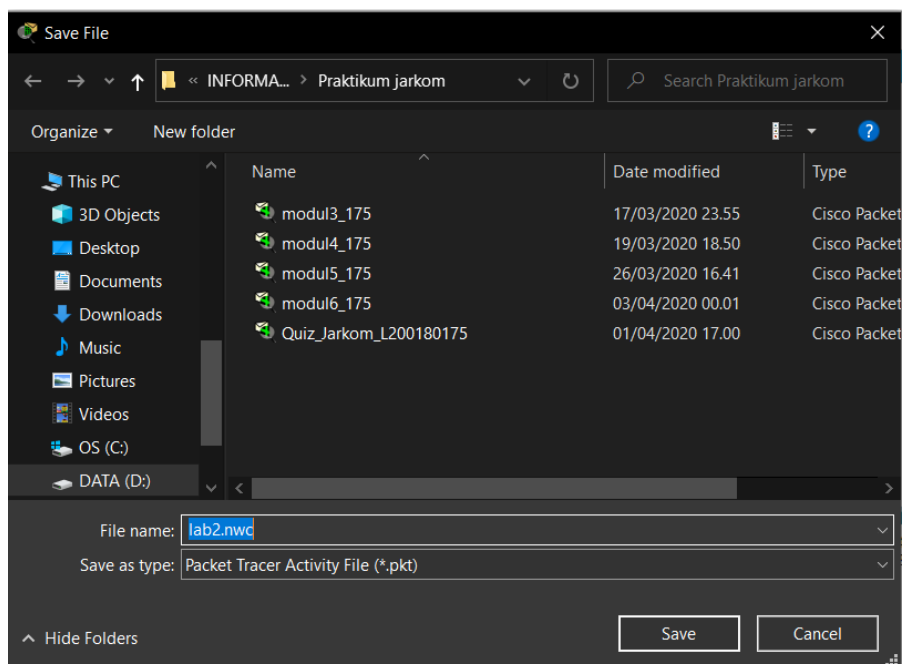 Save File
« INFORMA... > Praktikum jarkom
Search Praktikum jarkom
Organize New folder
?
This PC
3D Objects
Desktop
Documents
Downloads
Music
Pictures
Videos
OS (C:)
DATA (D:)
Name Date modified Type
modul3_175 17/03/2020 23.55 Cisco Packet
modul4_175 19/03/2020 18.50 Cisco Packet
modul5_175 26/03/2020 16.41 Cisco Packet
modul6_175 03/04/2020 00.01 Cisco Packet
Quiz_Jarkom_L200180175 01/04/2020 17.00 Cisco Packet
File name: lab2.nwc
Save as type: Packet Tracer Activity File (*.pkt)
Hide Folders Save Cancel